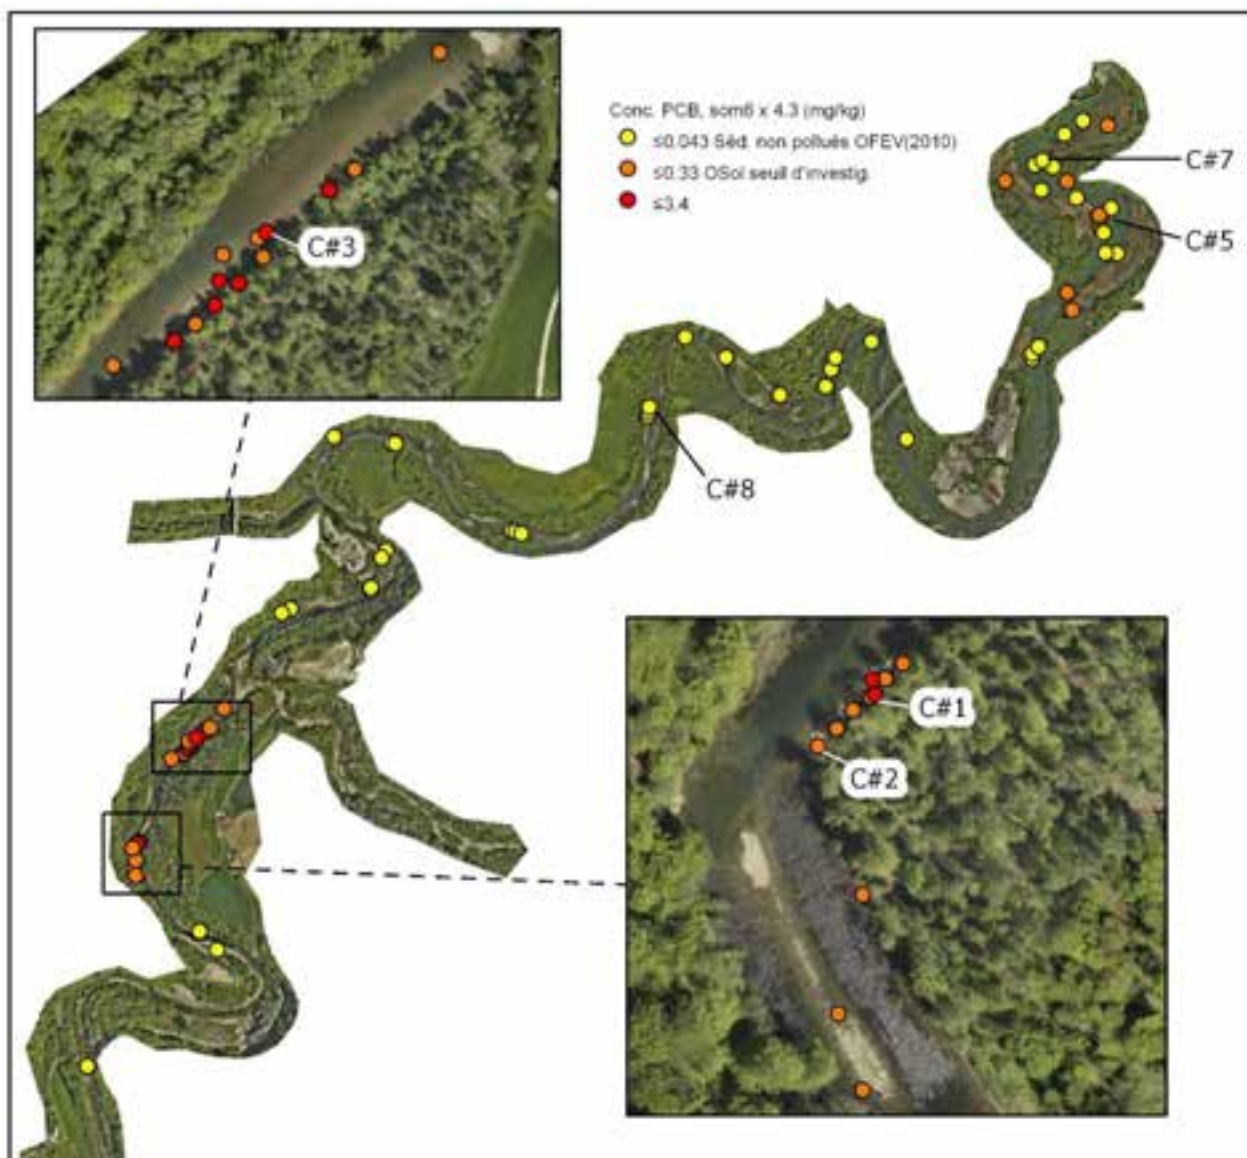 Conc. PCB, som6 x 4.3 (mg/kg)
≤0.043 Séd. non pollués OFEV(2010)
≤0.33 OSol seuil d'investig.
≤3.4
C#7
C#3
C#5
C#8
C#1
C#2